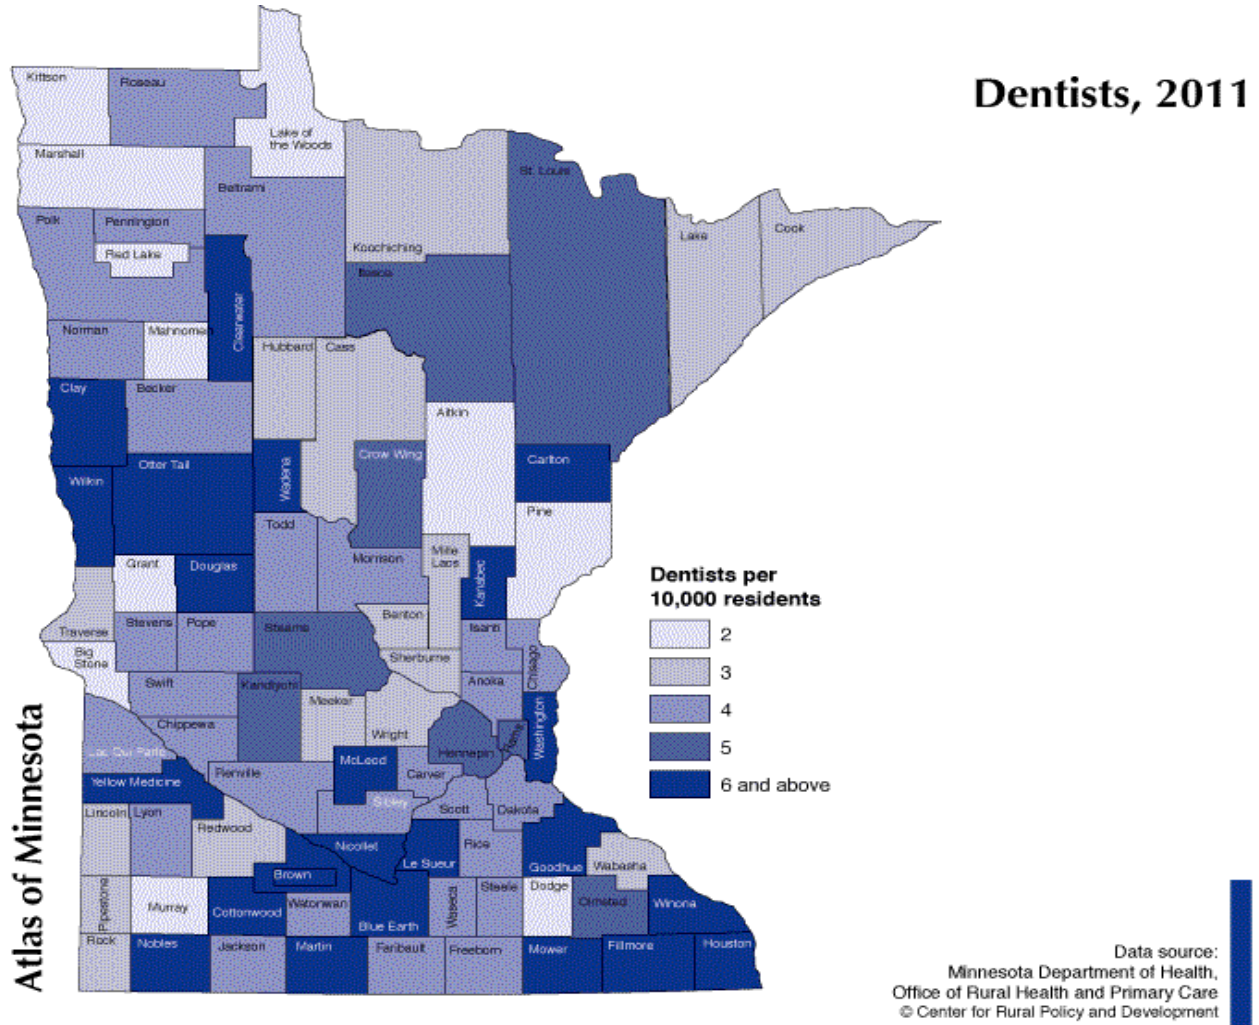 Dentists, 2011
Kittson
Roseau
Lake of
the Woods
Marshall
Beltrami
St. Louis
Polk
Pennington
Red Lake
Koochiching
Lake
Cook
Itasca
Clearwater
Norman
Mahnomen
Hubbard
Cass
Clay
Becker
Aitkin
Crow Wing
Carlton
Otter Tail
Wadena
Wilkin
Pine
Todd
Morrison
Mille
Lacs
Grant
Douglas
Kanabec
Benton
Traverse
Stevens
Pope
Stearns
Isanti
Big
Stone
Sherburne
Chisago
Swift
Kandiyohi
Anoka
Meeker
Chippewa
Wright
Washington
Hennepin
Lac Qui Parle
McLeod
Renville
Carver
Yellow Medicine
Sibley
Scott
Dakota
Lincoln
Lyon
Redwood
Nicollet
Rice
Le Sueur
Goodhue
Wabasha
Brown
Pipestone
Murray
Cottonwood
Watonwan
Blue Earth
Waseca
Steele
Dodge
Olmsted
Winona
Rock
Nobles
Jackson
Martin
Faribault
Freeborn
Mower
Fillmore
Houston
Dentists per
10,000 residents
2
3
4
5
6 and above
Atlas of Minnesota
Data source:
Minnesota Department of Health,
Office of Rural Health and Primary Care
© Center for Rural Policy and Development